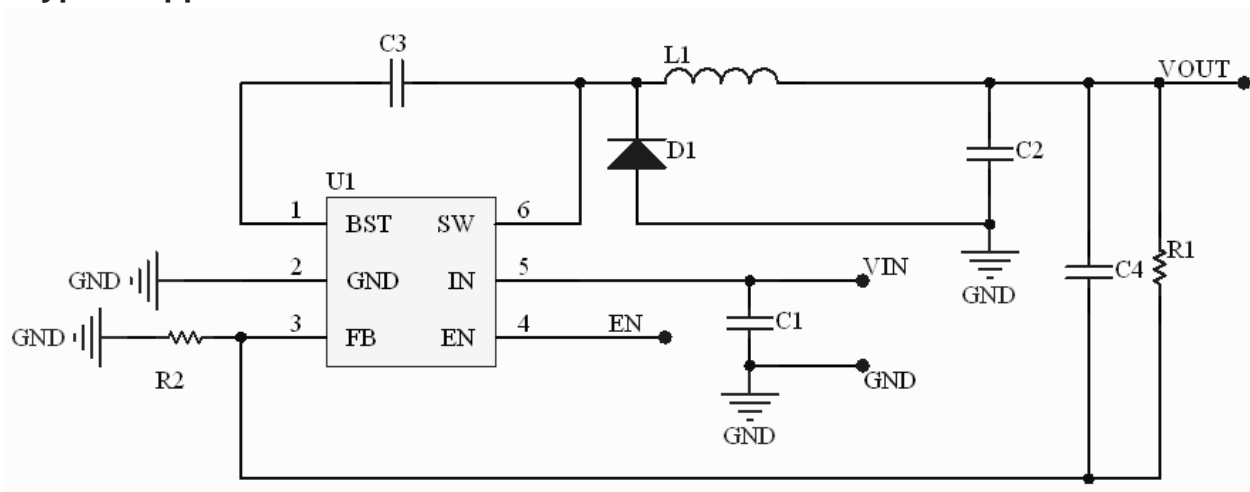 C3
L1
VOUT
D1
C2
U1
1 BST SW 6
GND 2 GND IN 5 VIN
GND
C4 R1
GND 3 FB EN 4 EN
C1
R2
GND
GND